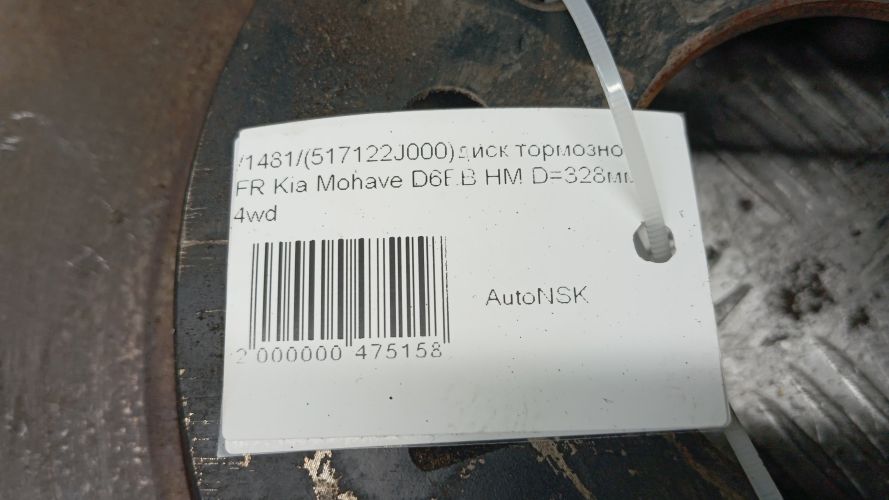 /1481/(517122J000)диск тормозно
FR Kia Mohave D6EB HM D=328мм
4wd
AutoNSK
2 000000 475158